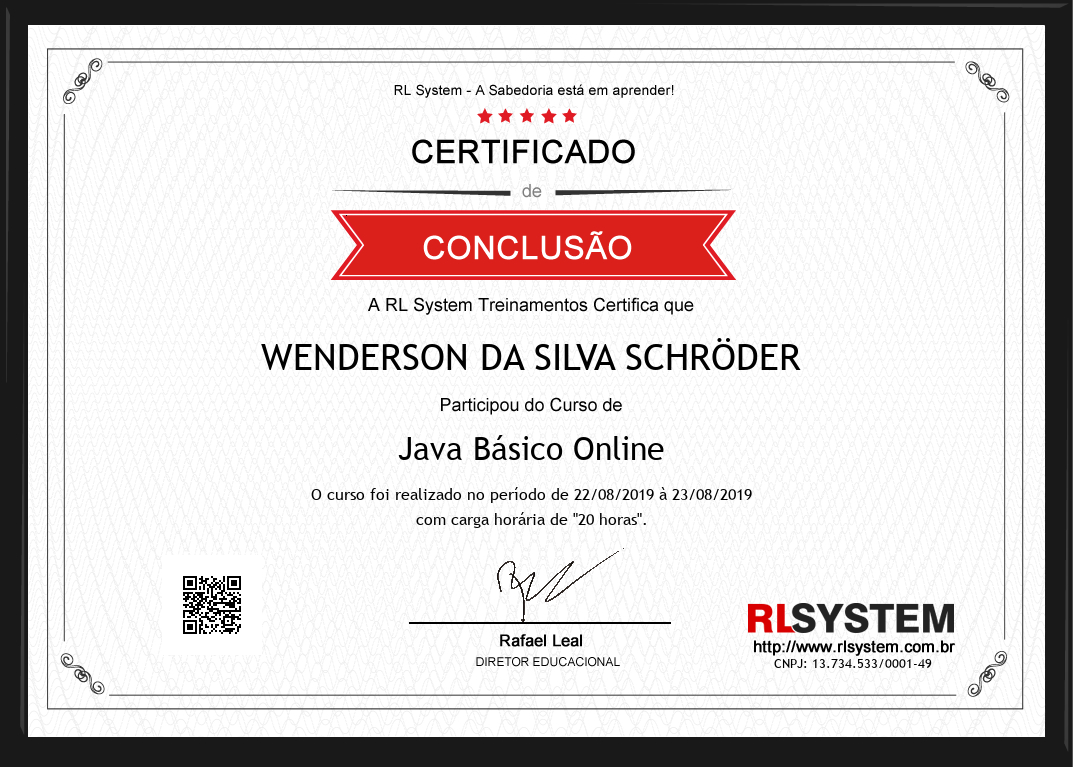 RL System - A Sabedoria está em aprender!
CERTIFICADO
de
CONCLUSÃO
A RL System Treinamentos Certifica que
WENDERSON DA SILVA SCHRÖDER
Participou do Curso de
Java Básico Online
O curso foi realizado no período de 22/08/2019 à 23/08/2019
com carga horária de "20 horas".
Rafael Leal
DIRETOR EDUCACIONAL
RLSYSTEM
http://www.rlsystem.com.br
CNPJ: 13.734.533/0001-49